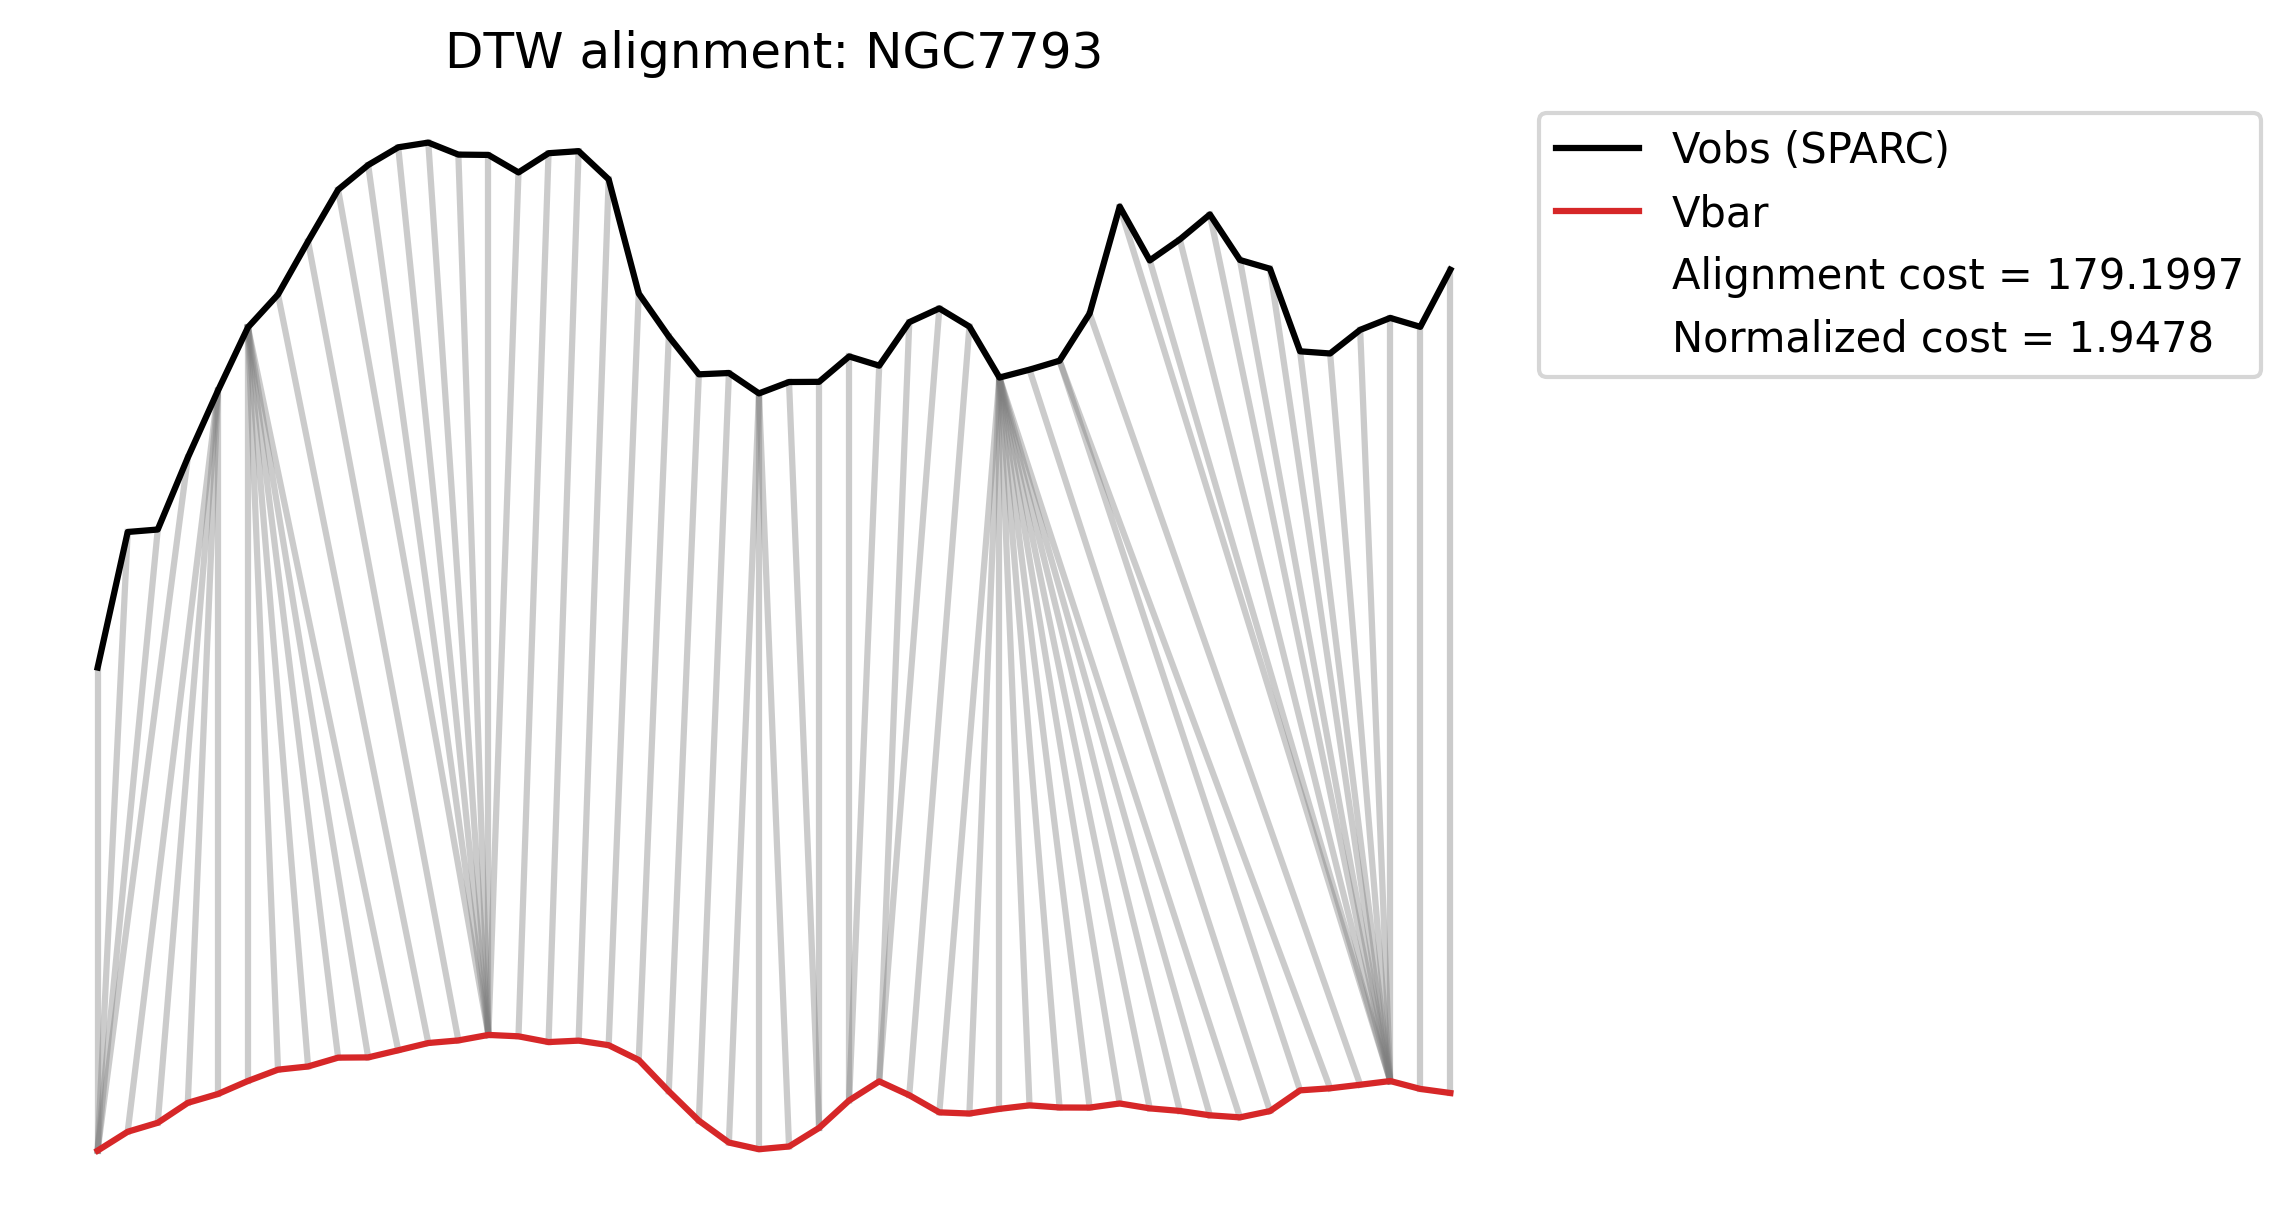 DTW alignment: NGC7793
Vobs (SPARC)
Vbar
Alignment cost = 179.1997
Normalized cost = 1.9478